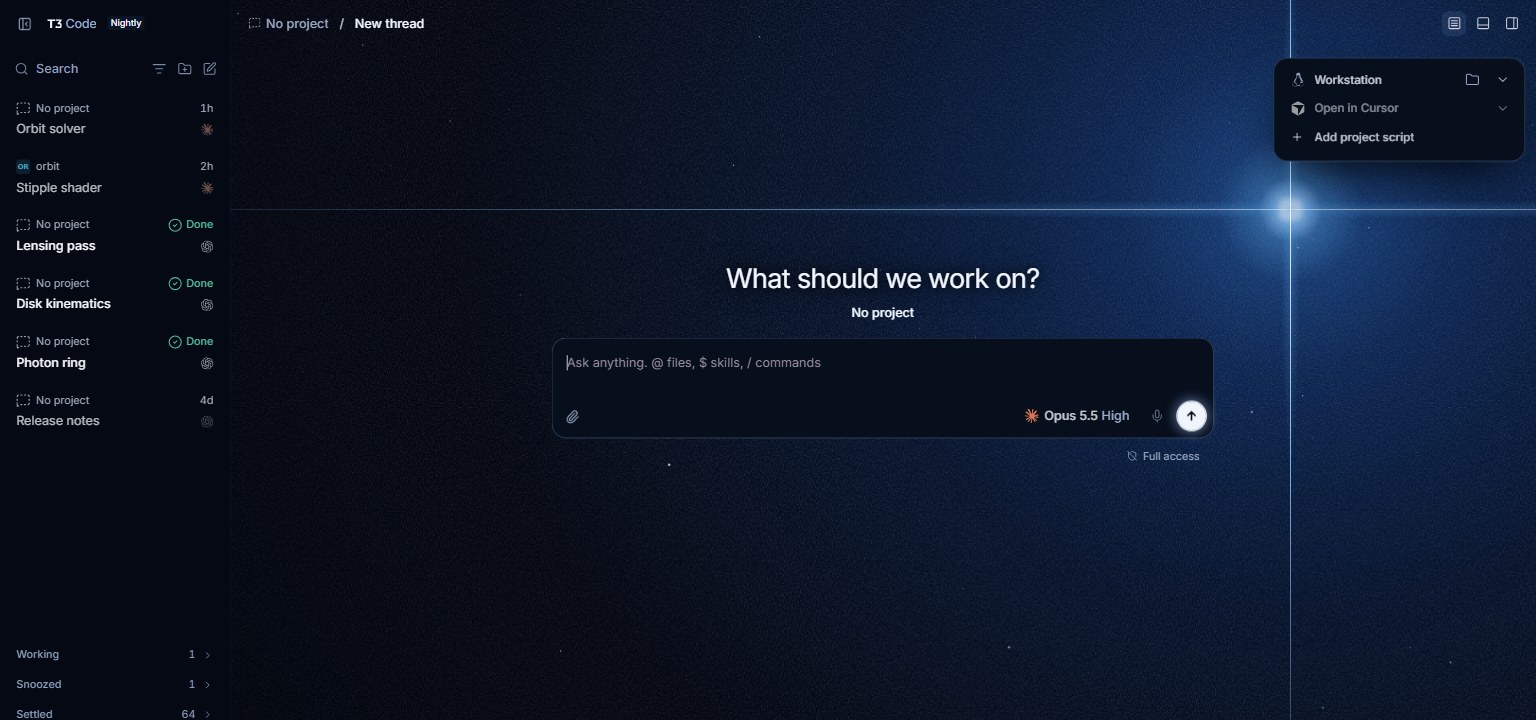 T3 Code Nightly
No project / New thread
Search
No project 1h
Orbit solver
OR orbit 2h
Stipple shader
No project Done
Lensing pass
No project Done
Disk kinematics
No project Done
Photon ring
No project 4d
Release notes
Working 1
Snoozed 1
Settled 64
Workstation
Open in Cursor
Add project script
What should we work on?
No project
Ask anything. @ files, $ skills, / commands
Opus 5.5 High
Full access